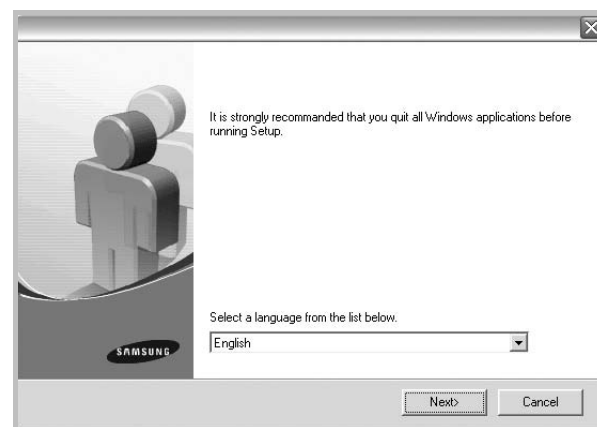 It is strongly recommanded that you quit all Windows applications before
running Setup.
Select a language from the list below.
English
SAMSUNG
Next>
Cancel